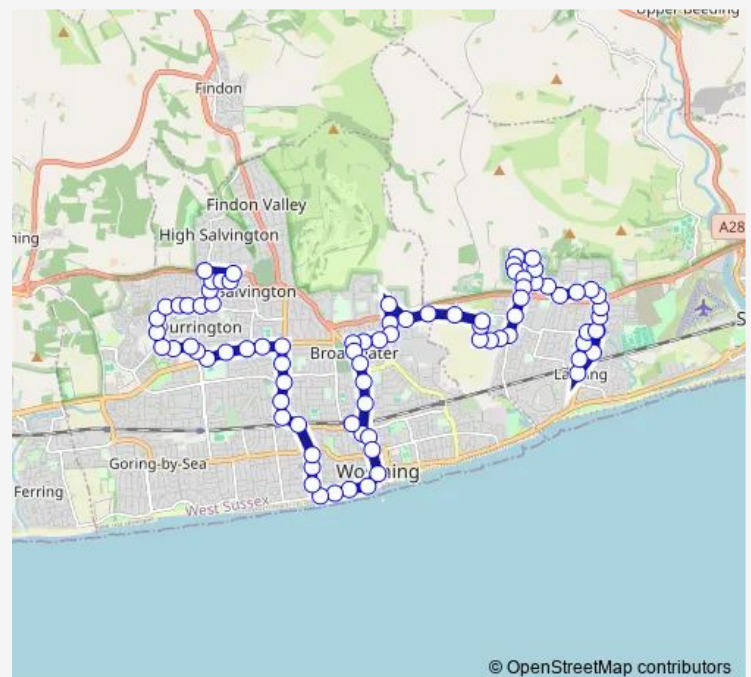 Upper Beeding
Findon
Findon Valley
High Salvington
A28
Salvington
Durrington
Broadwater
Lancing
Goring-by-Sea
Worthing
Ferring
West Sussex
© OpenStreetMap contributors